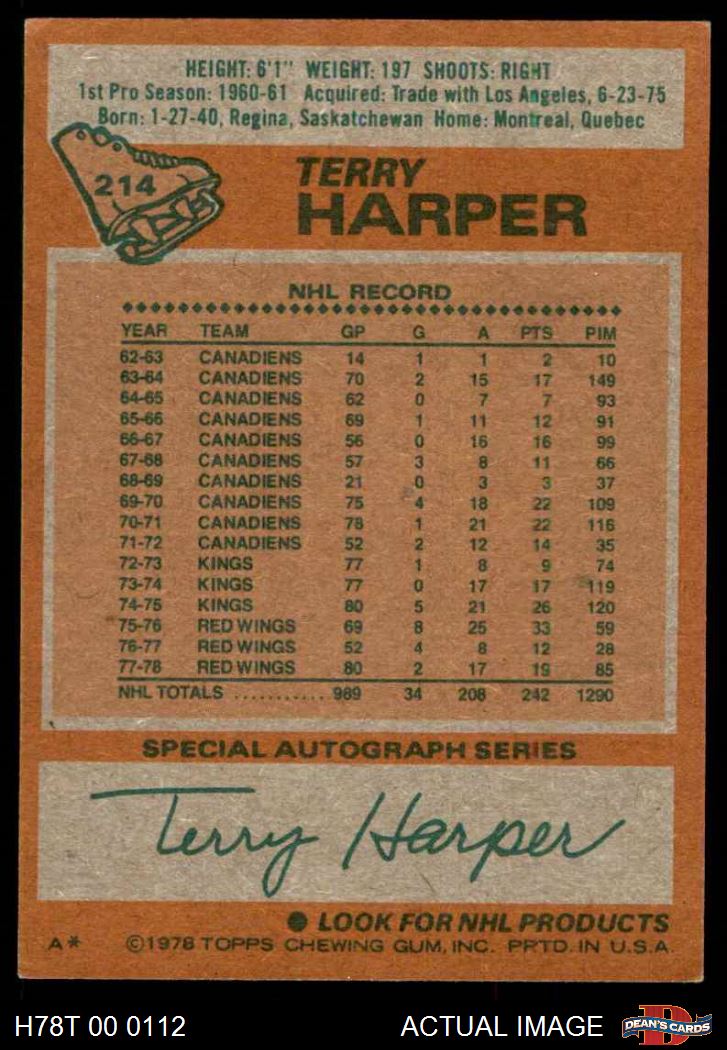 HEIGHT: 6'1" WEIGHT: 197 SHOOTS: RIGHT
1st Pro Season: 1960-61 Acquired: Trade with Los Angeles, 6-23-75
Born: 1-27-40, Regina, Saskatchewan Home: Montreal, Quebec
214
TERRY
HARPER
NHL RECORD
YEAR TEAM GP G A PTS PIM
62-63 CANADIENS 14 1 1 2 10
63-64 CANADIENS 70 2 15 17 149
64-65 CANADIENS 62 0 7 7 93
65-66 CANADIENS 69 1 11 12 91
66-67 CANADIENS 56 0 16 16 99
67-68 CANADIENS 57 3 8 11 66
68-69 CANADIENS 21 0 3 3 37
69-70 CANADIENS 75 4 18 22 109
70-71 CANADIENS 78 1 21 22 116
71-72 CANADIENS 52 2 12 14 35
72-73 KINGS 77 1 8 9 74
73-74 KINGS 77 0 17 17 119
74-75 KINGS 80 5 21 26 120
75-76 RED WINGS 69 8 25 33 59
76-77 RED WINGS 52 4 8 12 28
77-78 RED WINGS 80 2 17 19 85
NHL TOTALS ........... 989 34 208 242 1290
SPECIAL AUTOGRAPH SERIES
Terry Harper
● LOOK FOR NHL PRODUCTS
A* ©1978 TOPPS CHEWING GUM, INC. PRTD. IN U.S.A.
H78T 00 0112 ACTUAL IMAGE D DEAN'S CARDS